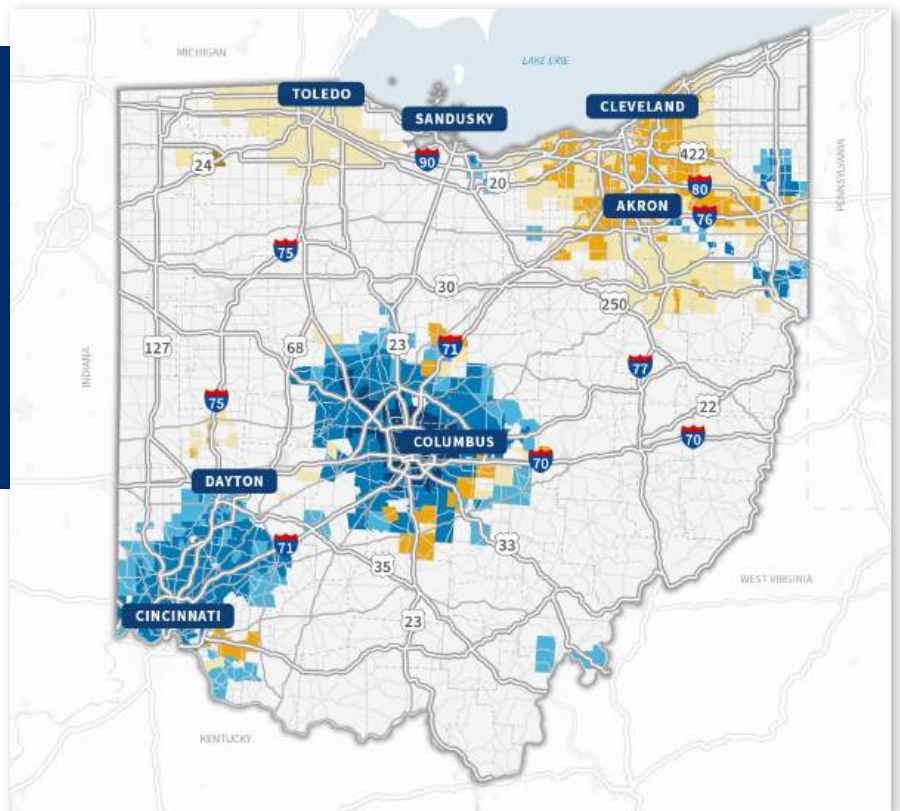 MICHIGAN
LAKE ERIE
TOLEDO
CLEVELAND
SANDUSKY
24
90
422
20
80
PENNSYLVANIA
AKRON
76
75
30
250
INDIANA
127
68
23
71
77
75
22
COLUMBUS
70
70
DAYTON
71
33
35
WEST VIRGINIA
CINCINNATI
23
KENTUCKY